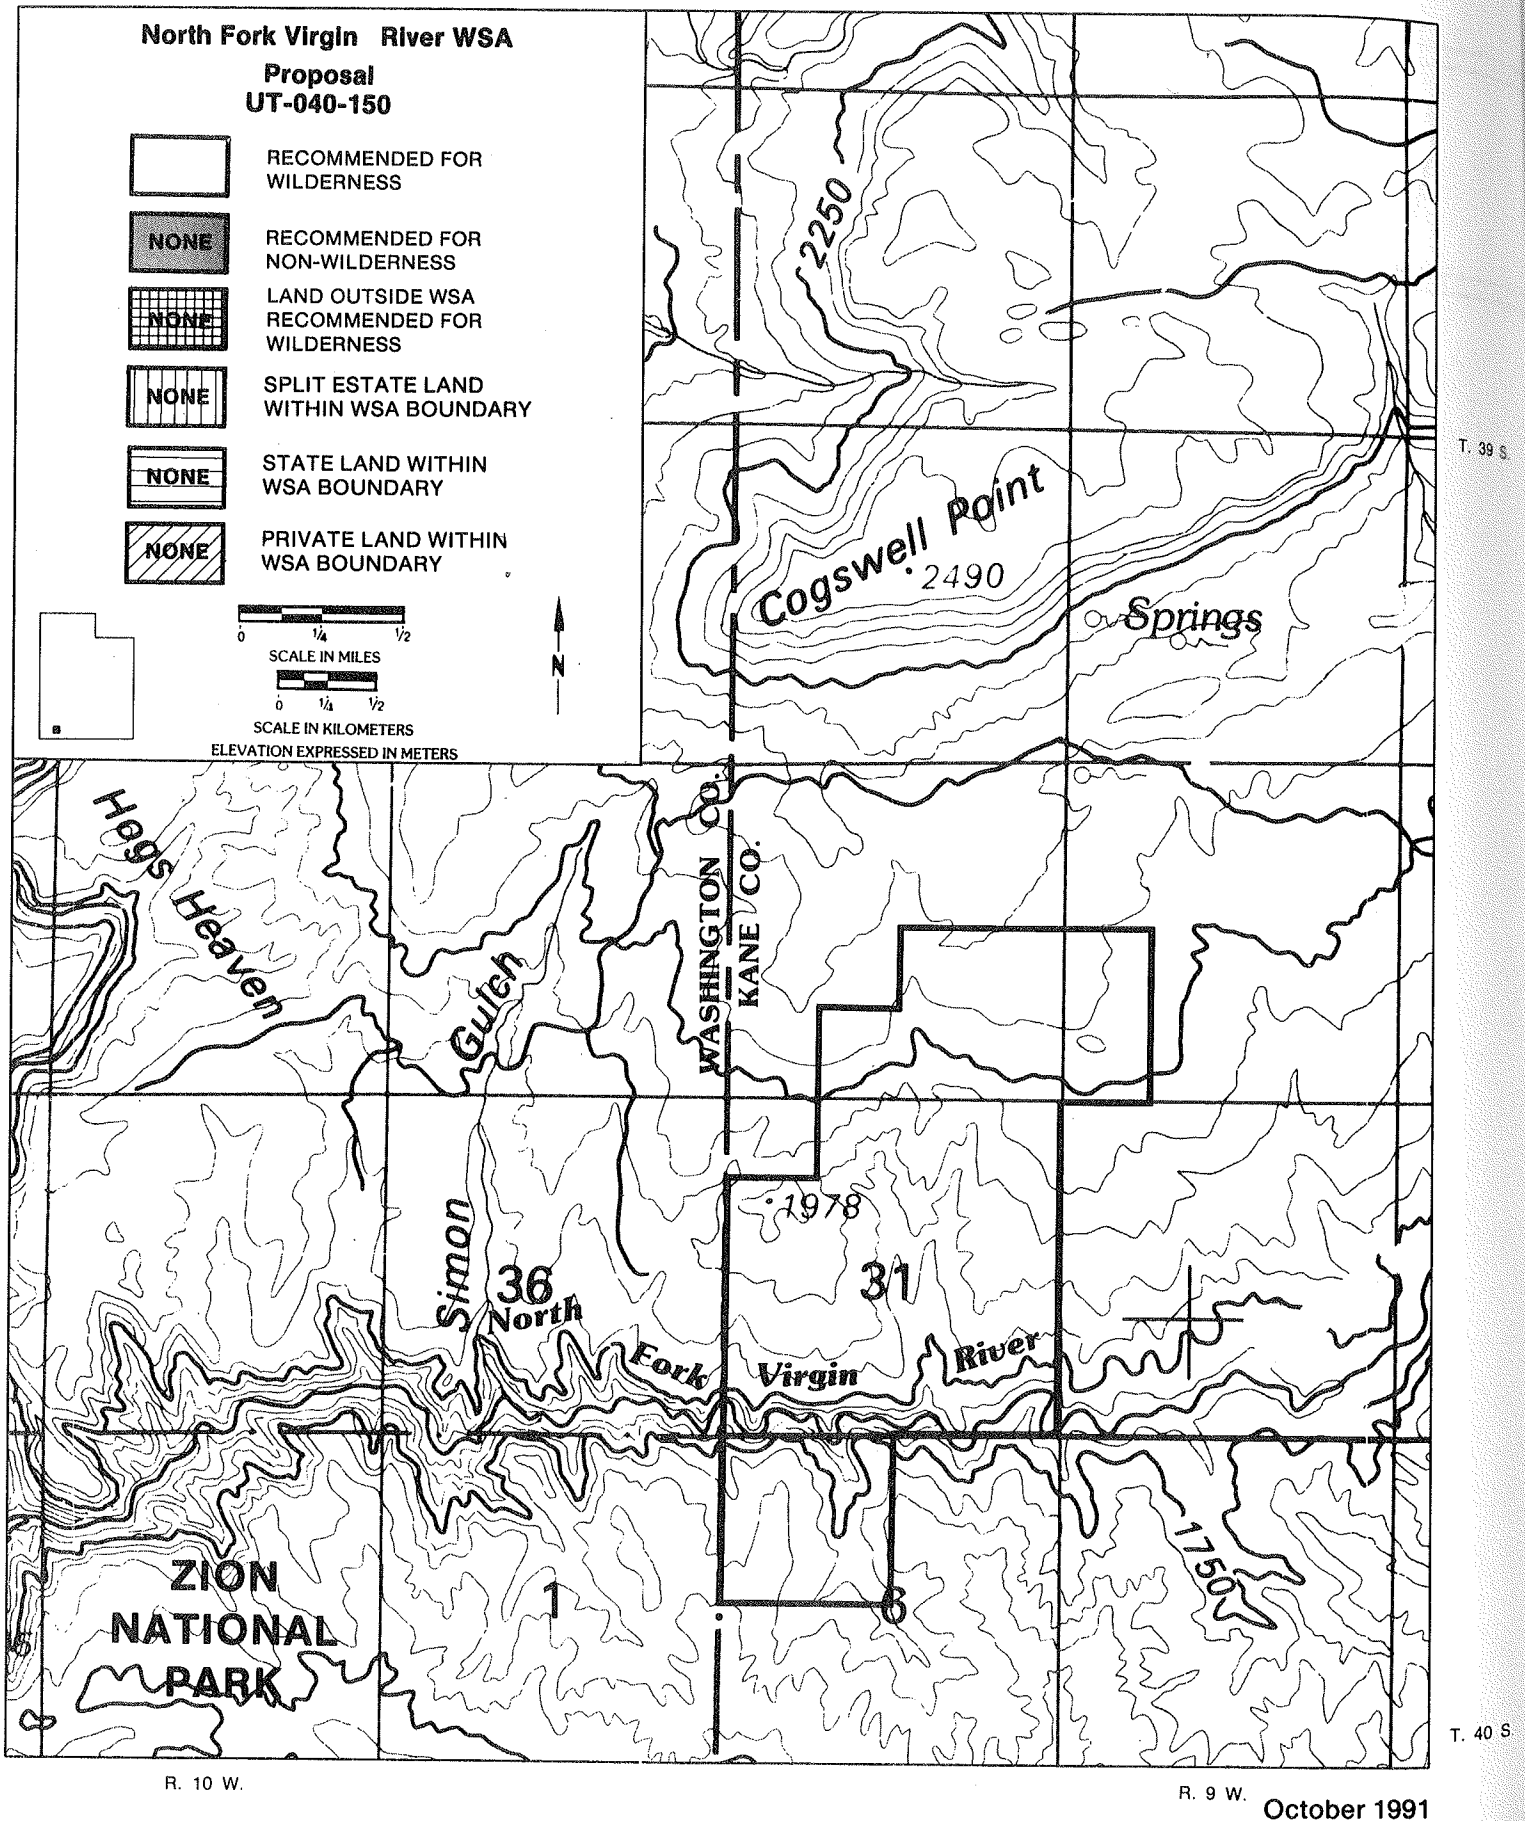 North Fork Virgin River WSA
Proposal
UT-040-150
RECOMMENDED FOR
WILDERNESS
NONE
RECOMMENDED FOR
NON-WILDERNESS
NONE
LAND OUTSIDE WSA
RECOMMENDED FOR
WILDERNESS
NONE
SPLIT ESTATE LAND
WITHIN WSA BOUNDARY
NONE
STATE LAND WITHIN
WSA BOUNDARY
NONE
PRIVATE LAND WITHIN
WSA BOUNDARY
0 1/4 1/2
SCALE IN MILES
0 1/4 1/2
SCALE IN KILOMETERS
ELEVATION EXPRESSED IN METERS
N
2250
T. 39 S.
Cogswell Point
2490
Springs
Hogs Heaven
WASHINGTON CO.
KANE CO.
Simon Gulch
1978
36
31
North Fork Virgin River
1750
ZION
NATIONAL
PARK
1
6
T. 40 S
R. 10 W.
R. 9 W.
October 1991